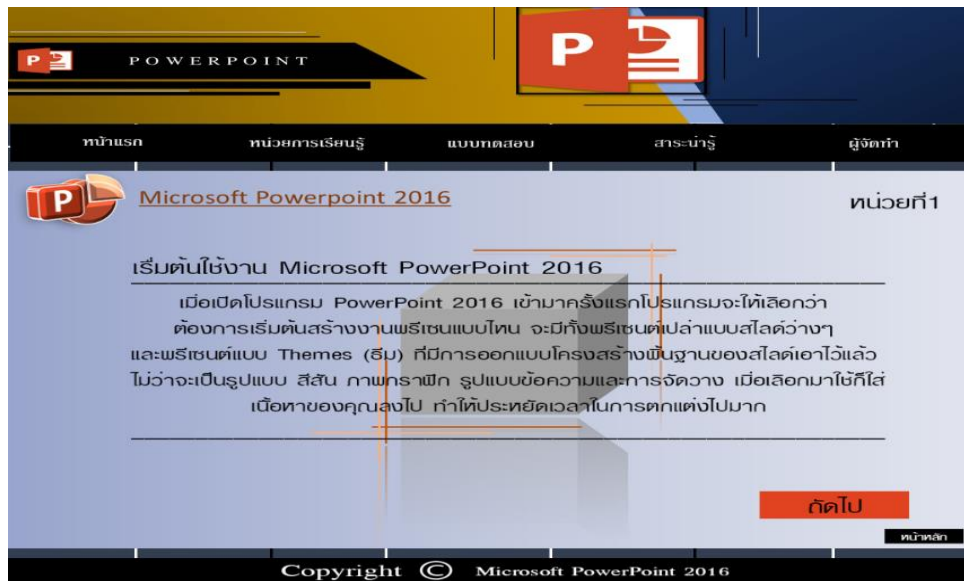 POWERPOINT
หน้าแรก หน่วยการเรียนรู้ แบบทดสอบ สาระน่ารู้ ผู้จัดทำ
Microsoft Powerpoint 2016
หน่วยที่1
เริ่มต้นใช้งาน Microsoft PowerPoint 2016
เมื่อเปิดโปรแกรม PowerPoint 2016 เข้ามาครั้งแรกโปรแกรมจะให้เลือกว่า
ต้องการเริ่มต้นสร้างงานพรีเซนแบบไหน จะมีทั้งพรีเซนต์เปล่าแบบสไลด์ว่างๆ
และพรีเซนต์แบบ Themes (ธีม) ที่มีการออกแบบโครงสร้างพื้นฐานของสไลด์เอาไว้แล้ว
ไม่ว่าจะเป็นรูปแบบ สีสัน ภาพกราฟิก รูปแบบข้อความและการจัดวาง เมื่อเลือกมาใช้ก็ใส่
เนื้อหาของคุณลงไป ทำให้ประหยัดเวลาในการตกแต่งไปมาก
ถัดไป
หน้าหลัก
Copyright © Microsoft PowerPoint 2016